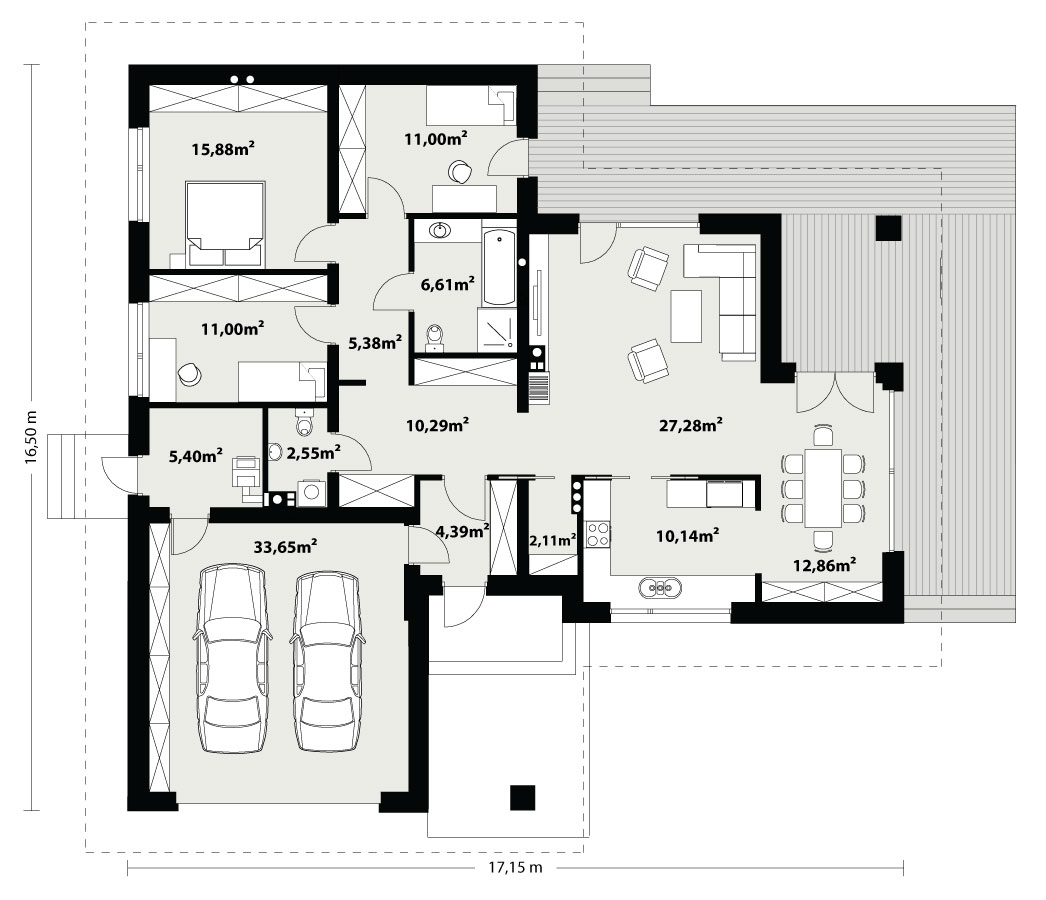 11,00m²
15,88m²
6,61m²
11,00m²
5,38m²
16,50 m
10,29m²
27,28m²
5,40m²
2,55m²
4,39m²
10,14m²
2,11m²
33,65m²
12,86m²
17,15 m